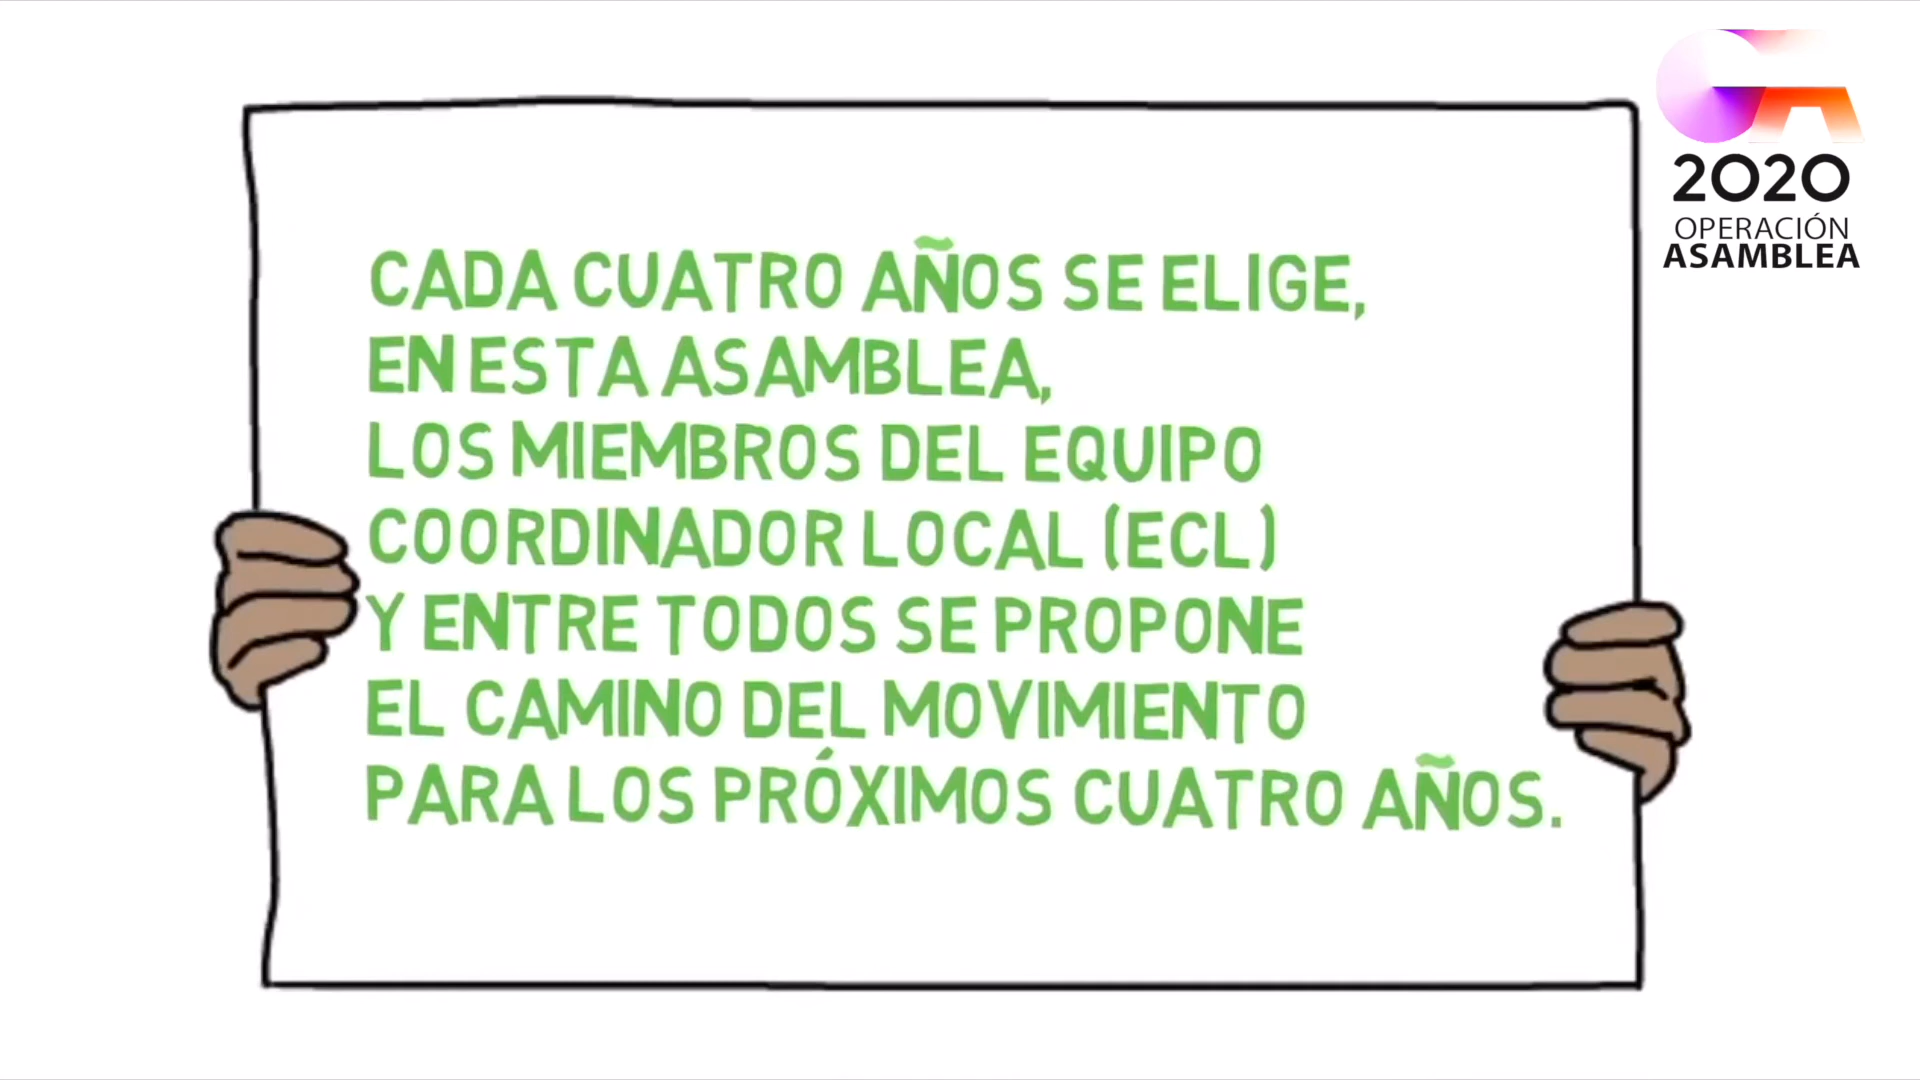 CADA CUATRO AÑOS SE ELIGE,
EN ESTA ASAMBLEA,
LOS MIEMBROS DEL EQUIPO
COORDINADOR LOCAL (ECL)
Y ENTRE TODOS SE PROPONE
EL CAMINO DEL MOVIMIENTO
PARA LOS PRÓXIMOS CUATRO AÑOS.
2020
OPERACIÓN
ASAMBLEA